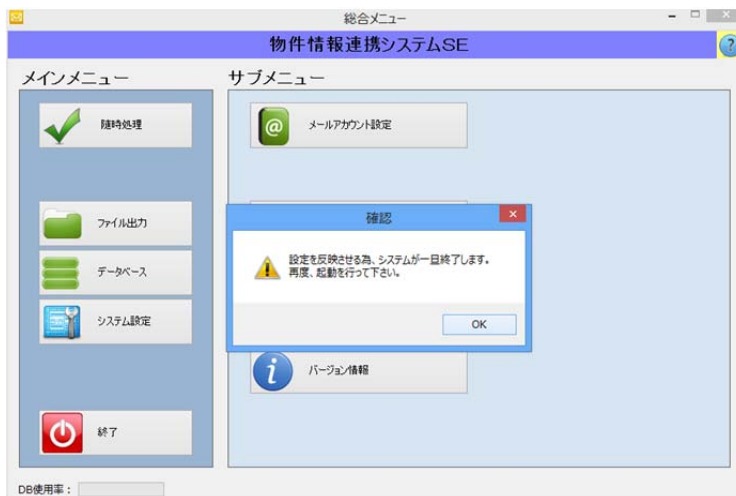 総合メニュー
物件情報連携システムSE
メインメニュー
サブメニュー
随時処理
ファイル出力
データベース
システム設定
終了
メールアカウント設定
確認
設定を反映させる為、システムが一旦終了します。
再度、起動を行って下さい。
OK
バージョン情報
DB使用率: